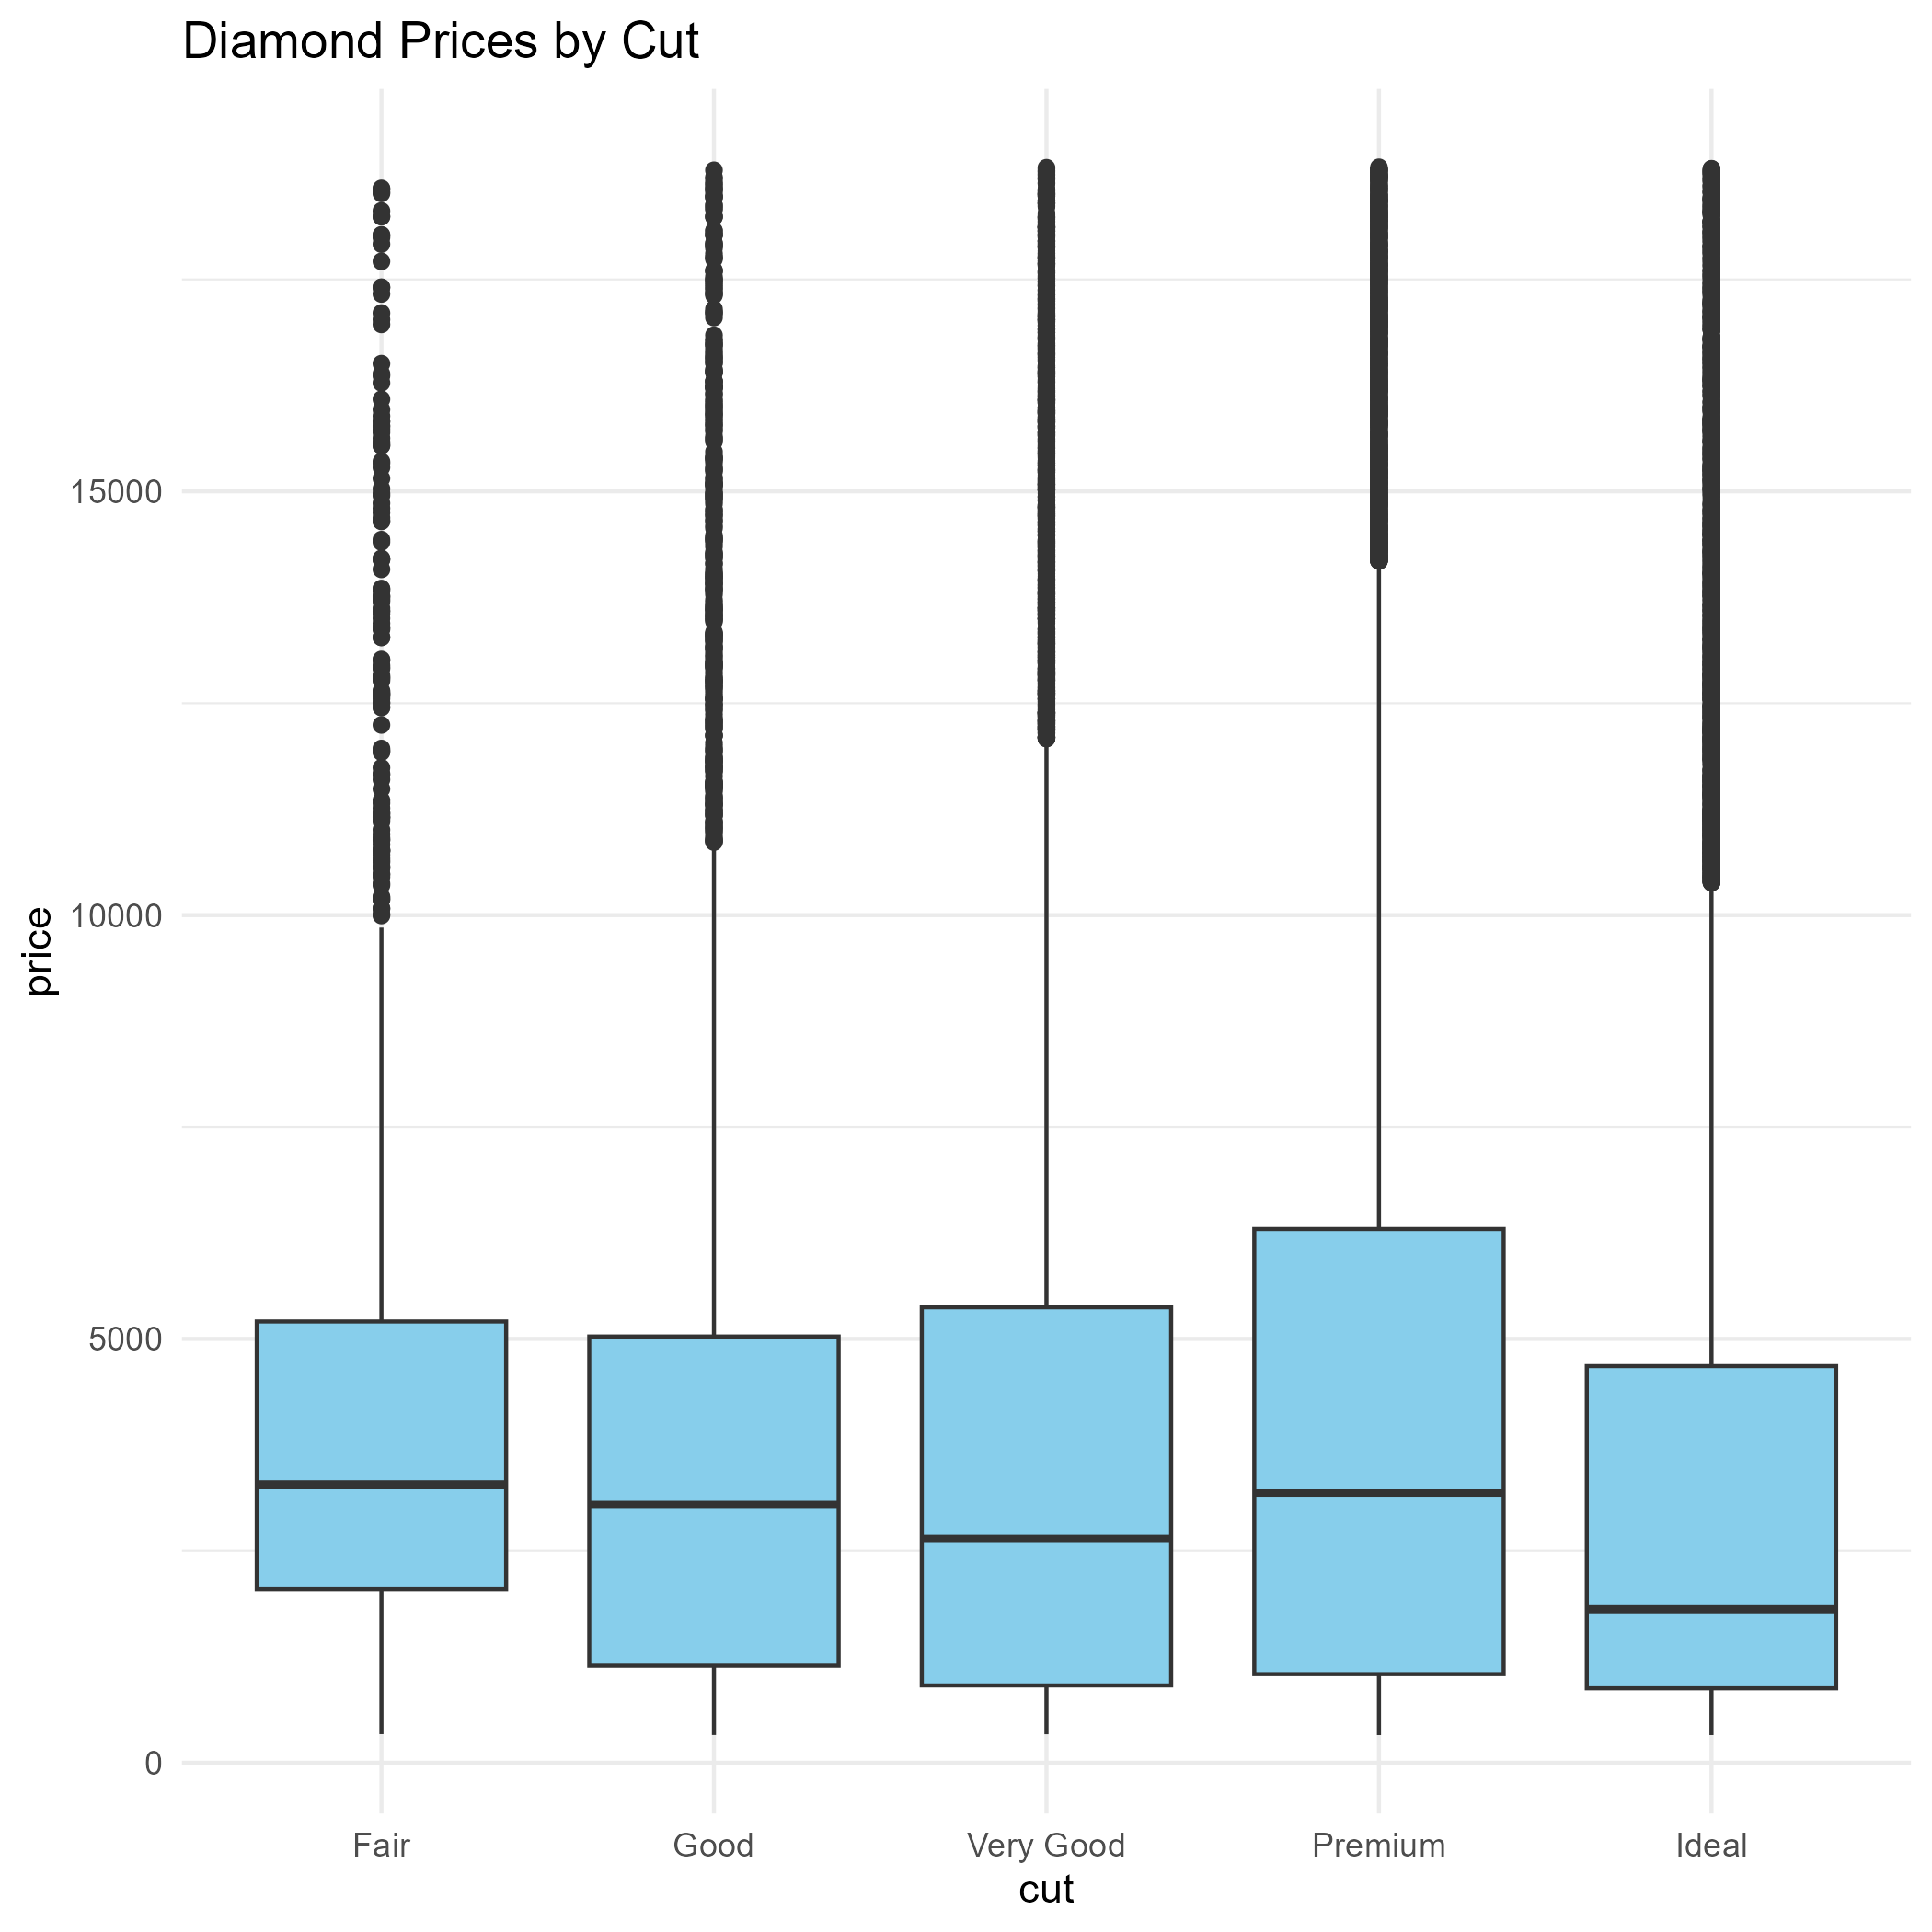 Diamond Prices by Cut
price
15000
10000
5000
0
Fair
Good
Very Good
Premium
Ideal
cut